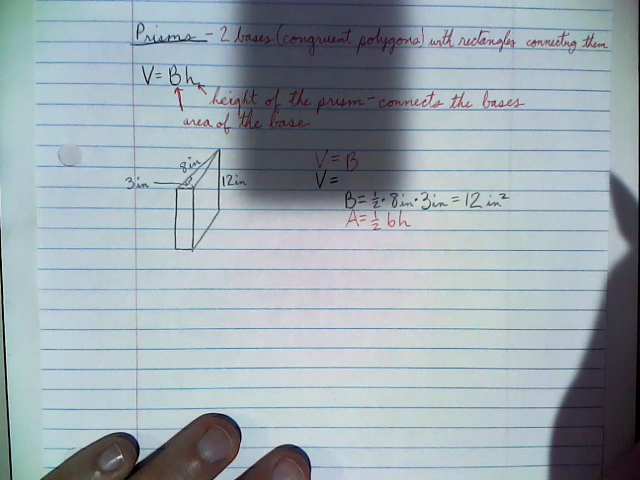 Prisms - 2 bases (congruent polygons) with rectangles connecting them
V = Bh
height of the prism - connects the bases
area of the base
8in
3in
12in
V = B
V =
B = ½ · 8in · 3in = 12 in²
A = ½ bh